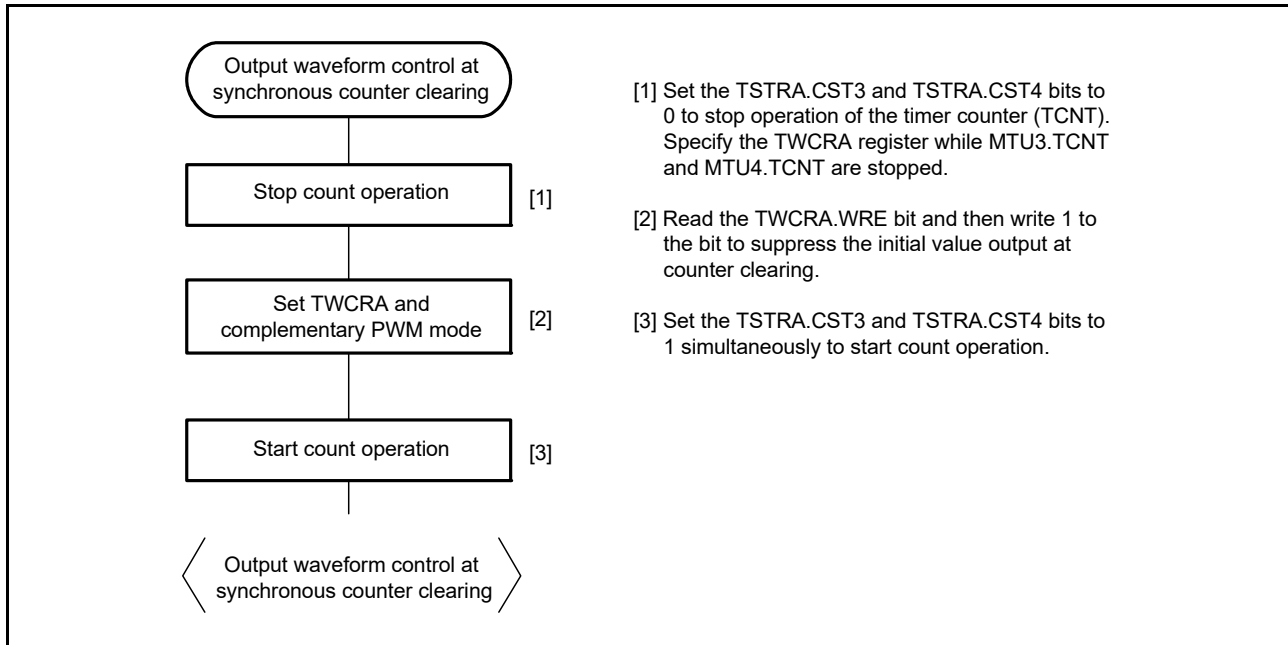 Output waveform control at
synchronous counter clearing
Stop count operation
[1]
Set TWCRA and
complementary PWM mode
[2]
Start count operation
[3]
Output waveform control at
synchronous counter clearing
[1] Set the TSTRA.CST3 and TSTRA.CST4 bits to
0 to stop operation of the timer counter (TCNT).
Specify the TWCRA register while MTU3.TCNT
and MTU4.TCNT are stopped.
[2] Read the TWCRA.WRE bit and then write 1 to
the bit to suppress the initial value output at
counter clearing.
[3] Set the TSTRA.CST3 and TSTRA.CST4 bits to
1 simultaneously to start count operation.